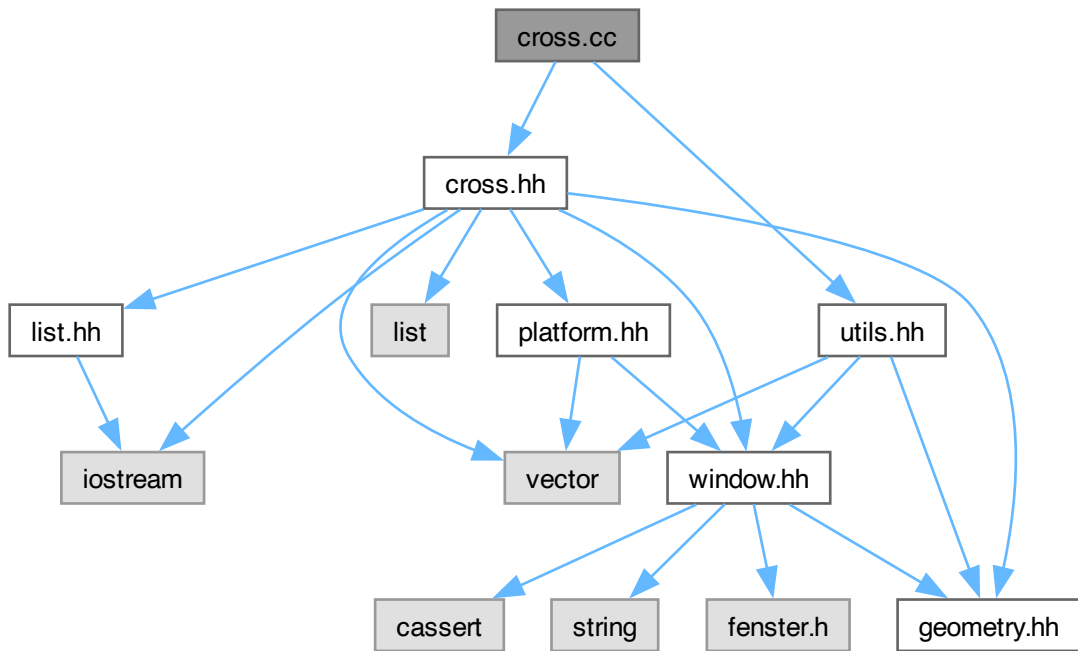 cross.cc
cross.hh
list.hh
list
platform.hh
utils.hh
iostream
vector
window.hh
cassert
string
fenster.h
geometry.hh